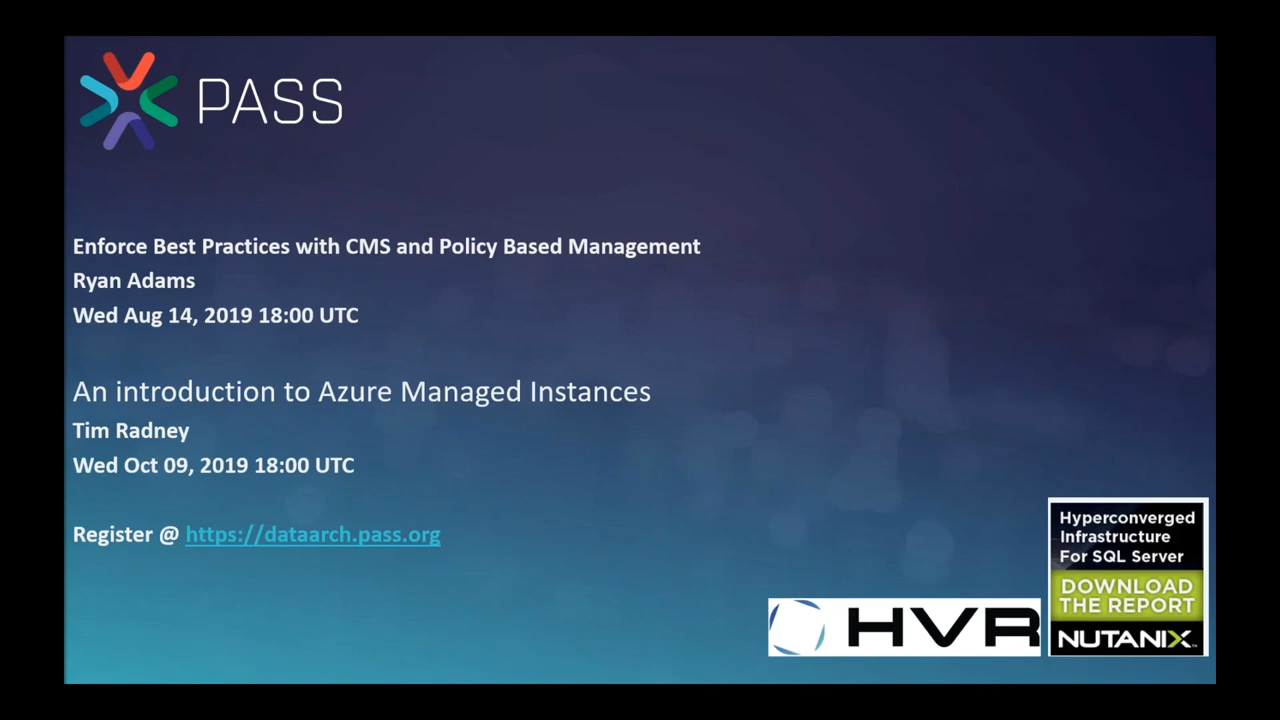 PASS
Enforce Best Practices with CMS and Policy Based Management
Ryan Adams
Wed Aug 14, 2019 18:00 UTC
An introduction to Azure Managed Instances
Tim Radney
Wed Oct 09, 2019 18:00 UTC
Register @ https://dataarch.pass.org
HVR
Hyperconverged
Infrastructure
For SQL Server
DOWNLOAD
THE REPORT
NUTANIX